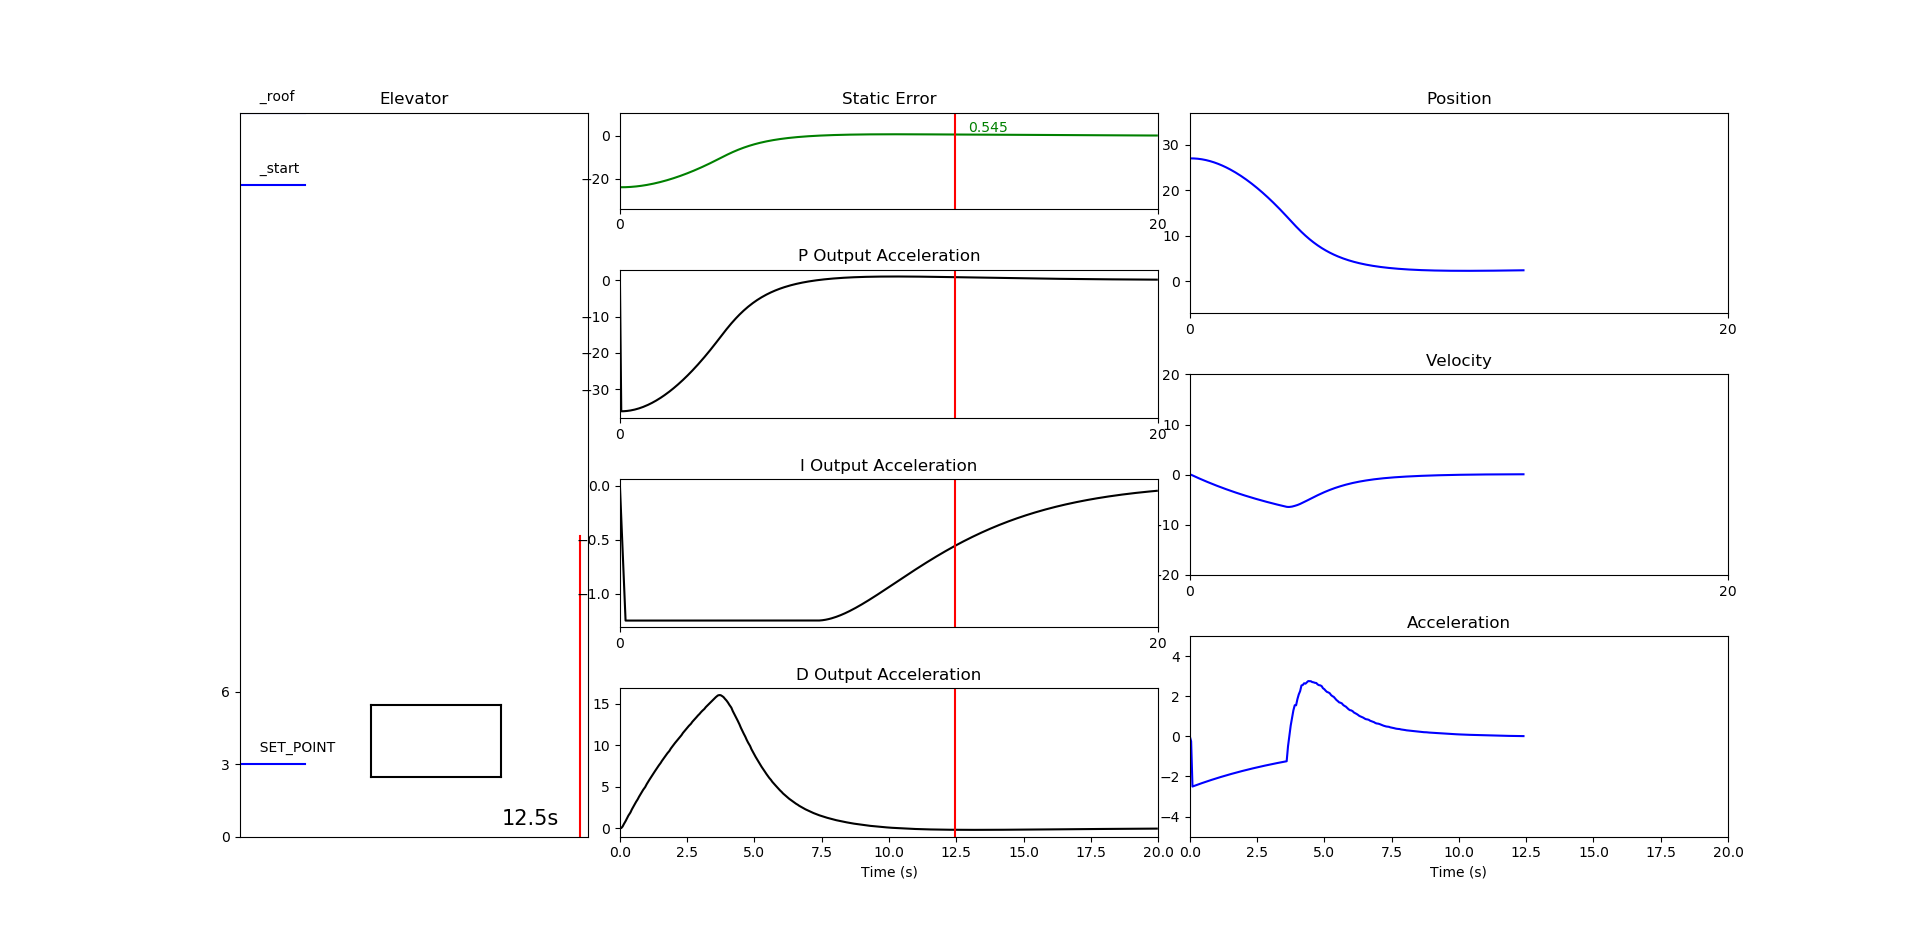 _roof
Elevator
_start
6
SET_POINT
3
12.5s
0
Static Error
0.545
0
−20
0
20
P Output Acceleration
0
−10
−20
−30
0
20
I Output Acceleration
0.0
−0.5
−1.0
0
20
D Output Acceleration
15
10
5
0
0.0 2.5 5.0 7.5 10.0 12.5 15.0 17.5 20.0
Time (s)
Position
30
20
10
0
0
20
Velocity
20
10
0
-10
-20
0
20
Acceleration
4
2
0
−2
−4
0.0 2.5 5.0 7.5 10.0 12.5 15.0 17.5 20.0
Time (s)